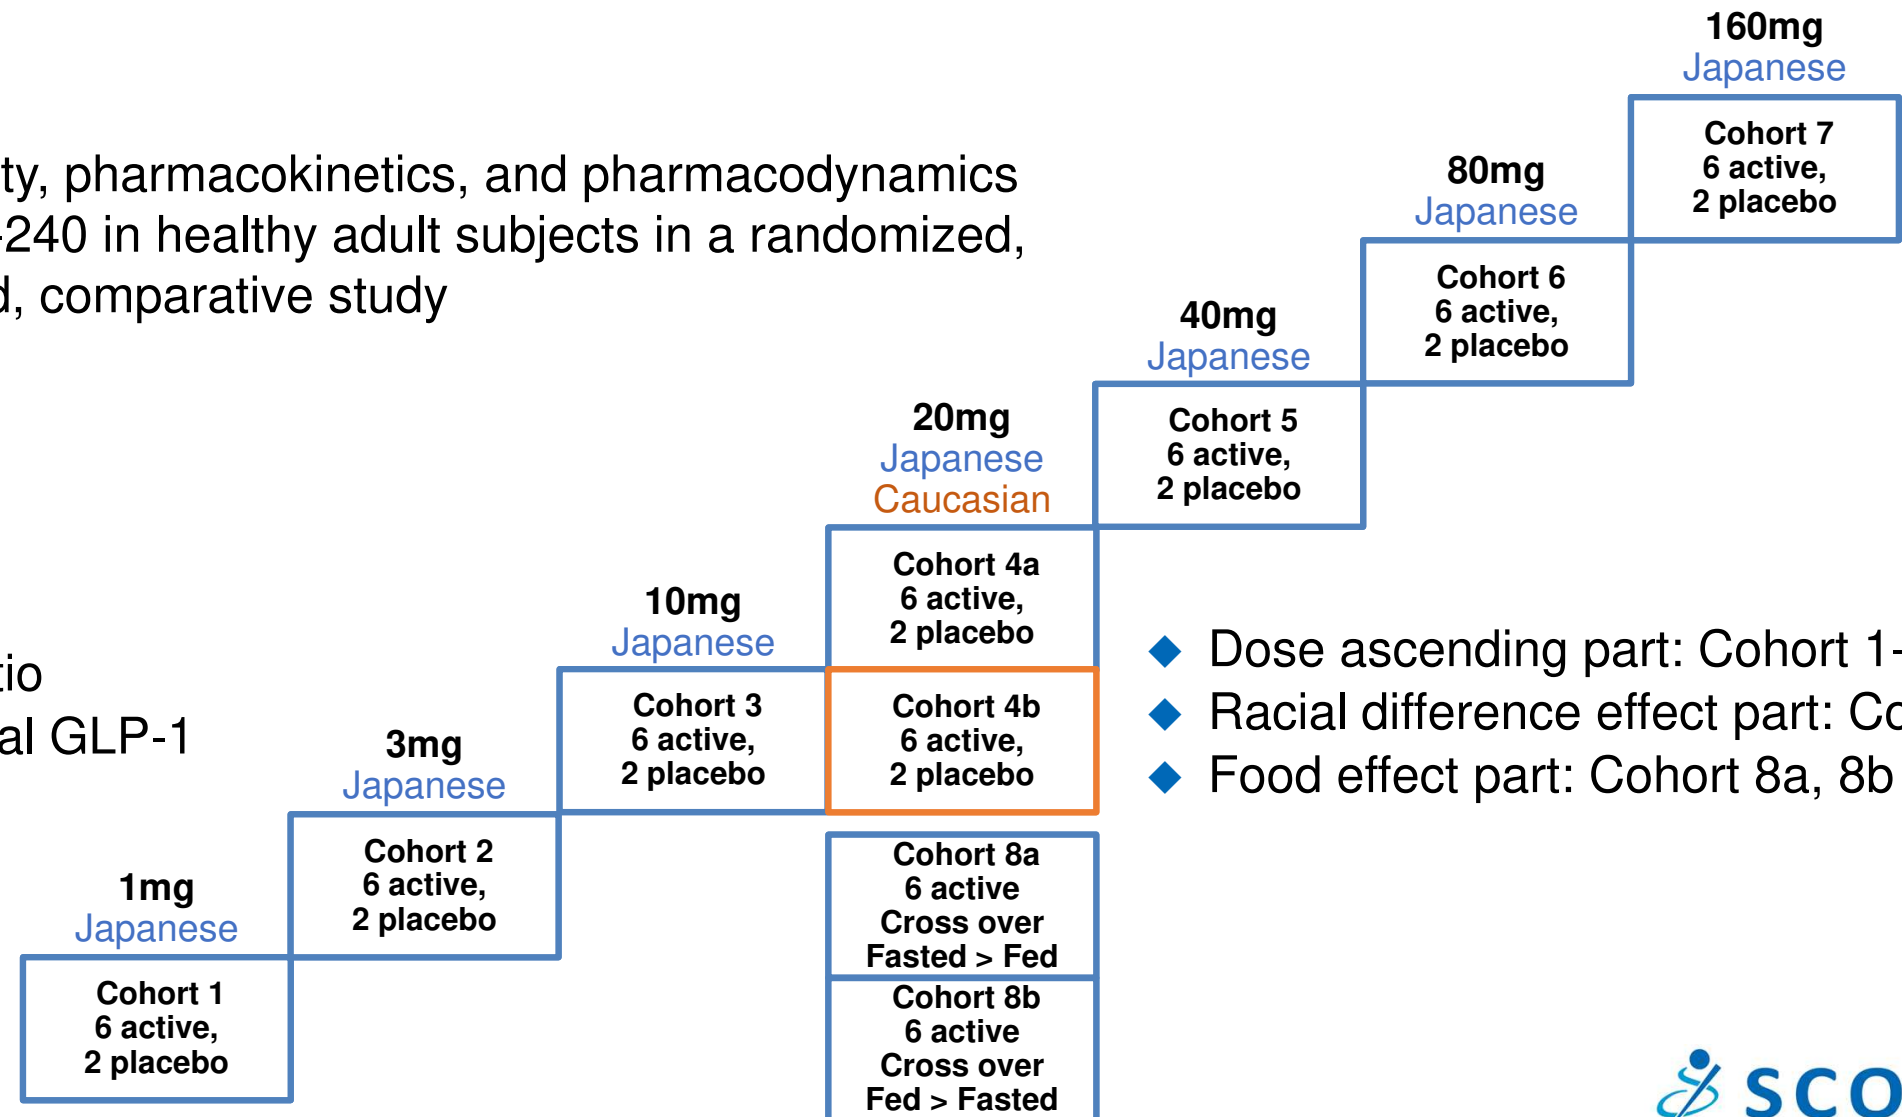 ty, pharmacokinetics, and pharmacodynamics
-240 in healthy adult subjects in a randomized,
d, comparative study
tio
al GLP-1
1mg
Japanese
Cohort 1
6 active,
2 placebo
3mg
Japanese
Cohort 2
6 active,
2 placebo
10mg
Japanese
Cohort 3
6 active,
2 placebo
20mg
Japanese
Caucasian
Cohort 4a
6 active,
2 placebo
Cohort 4b
6 active,
2 placebo
Cohort 8a
6 active
Cross over
Fasted > Fed
Cohort 8b
6 active
Cross over
Fed > Fasted
40mg
Japanese
Cohort 5
6 active,
2 placebo
80mg
Japanese
Cohort 6
6 active,
2 placebo
160mg
Japanese
Cohort 7
6 active,
2 placebo
◆ Dose ascending part: Cohort 1-
◆ Racial difference effect part: Co
◆ Food effect part: Cohort 8a, 8b
SCO